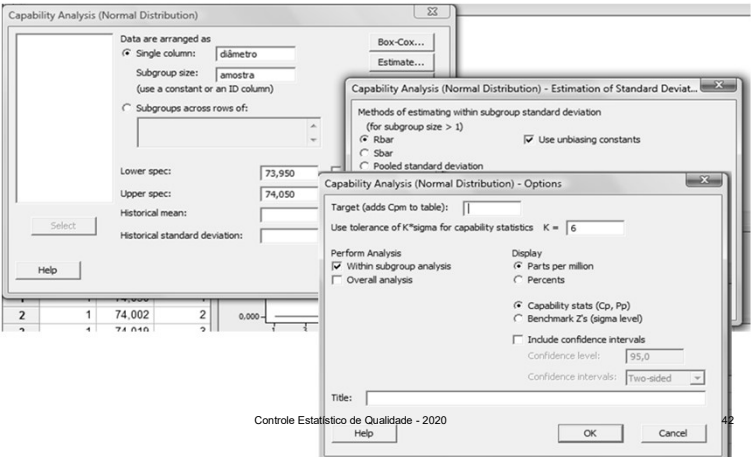 Capability Analysis (Normal Distribution)
Data are arranged as
Single column: diâmetro
Subgroup size: amostra
(use a constant or an ID column)
Subgroups across rows of:
Box-Cox...
Estimate...
Lower spec: 73,950
Upper spec: 74,050
Historical mean:
Historical standard deviation:
Select
Help
Capability Analysis (Normal Distribution) - Estimation of Standard Deviat...
Methods of estimating within subgroup standard deviation
(for subgroup size > 1)
Rbar
Use unbiasing constants
Sbar
Pooled standard deviation
Capability Analysis (Normal Distribution) - Options
Target (adds Cpm to table):
Use tolerance of K*sigma for capability statistics K = 6
Perform Analysis
Within subgroup analysis
Overall analysis
Display
Parts per million
Percents
Capability stats (Cp, Pp)
Benchmark Z's (sigma level)
Include confidence intervals
Confidence level: 95,0
Confidence intervals: Two-sided
Title:
Help OK Cancel
2 1 74,002 2
0,000
Controle Estatístico de Qualidade - 2020
42